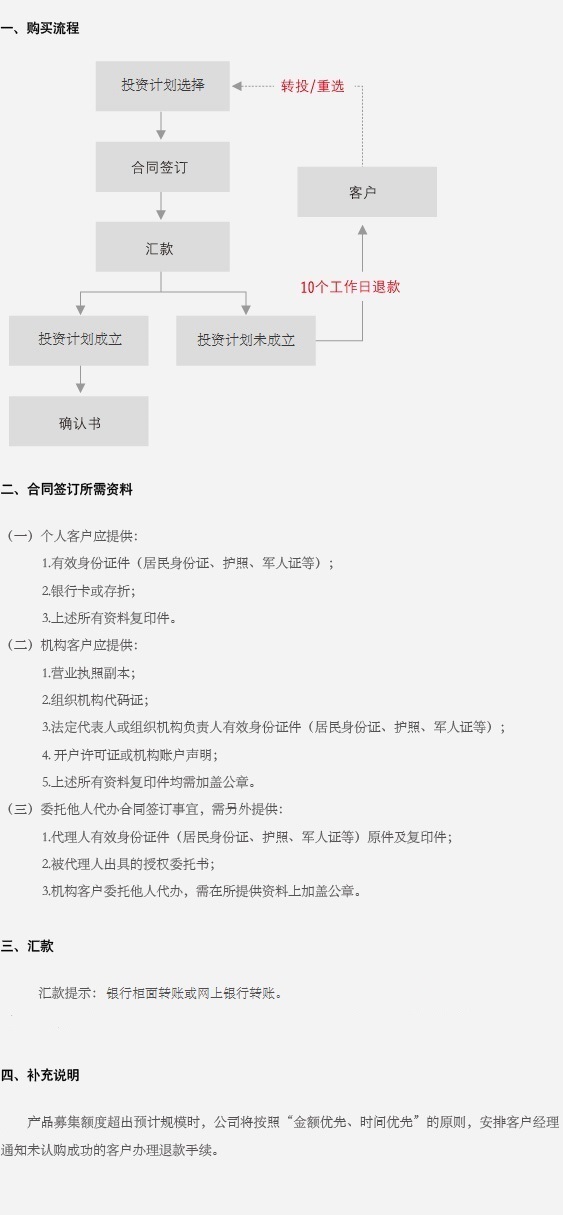 一、购买流程
投资计划选择
转投/重选
合同签订
客户
汇款
10个工作日退款
投资计划成立
投资计划未成立
确认书
二、合同签订所需资料
（一）个人客户应提供：
1.有效身份证件（居民身份证、护照、军人证等）；
2.银行卡或存折；
3.上述所有资料复印件。
（二）机构客户应提供：
1.营业执照副本；
2.组织机构代码证；
3.法定代表人或组织机构负责人有效身份证件（居民身份证、护照、军人证等）；
4. 开户许可证或机构账户声明；
5.上述所有资料复印件均需加盖公章。
（三）委托他人代办合同签订事宜，需另外提供：
1.代理人有效身份证件（居民身份证、护照、军人证等）原件及复印件；
2.被代理人出具的授权委托书；
3.机构客户委托他人代办，需在所提供资料上加盖公章。
三、汇款
汇款提示： 银行柜面转账或网上银行转账。
四、补充说明
产品募集额度超出预计规模时，公司将按照“金额优先、时间优先”的原则，安排客户经理
通知未认购成功的客户办理退款手续。